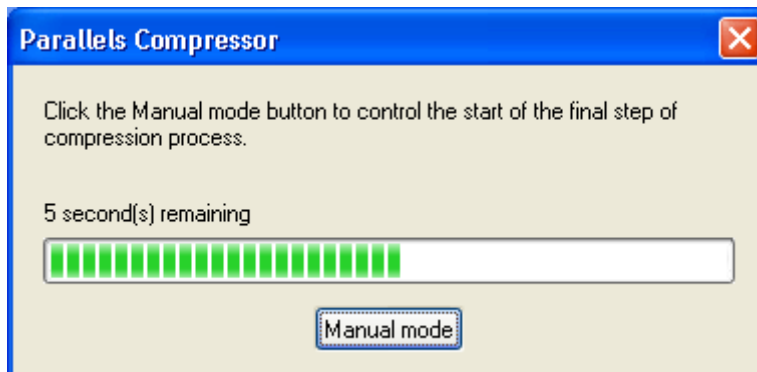 Parallels Compressor
Click the Manual mode button to control the start of the final step of
compression process.
5 second(s) remaining
Manual mode